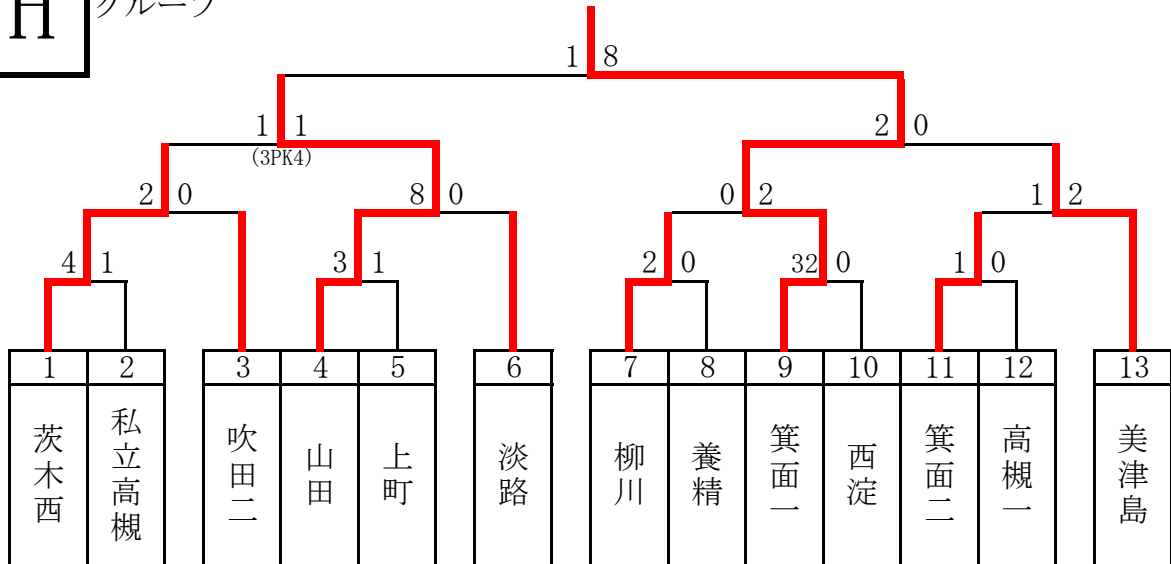 H グループ
1 8
1 1 2 0
(3PK4)
2 0 8 0 0 2 1 2
4 1 3 1 2 0 32 0 1 0
1 2 3 4 5 6 7 8 9 10 11 12 13
茨木西
私立高槻
吹田二
山田
上町
淡路
柳川
養精
箕面一
西淀
箕面二
高槻一
美津島